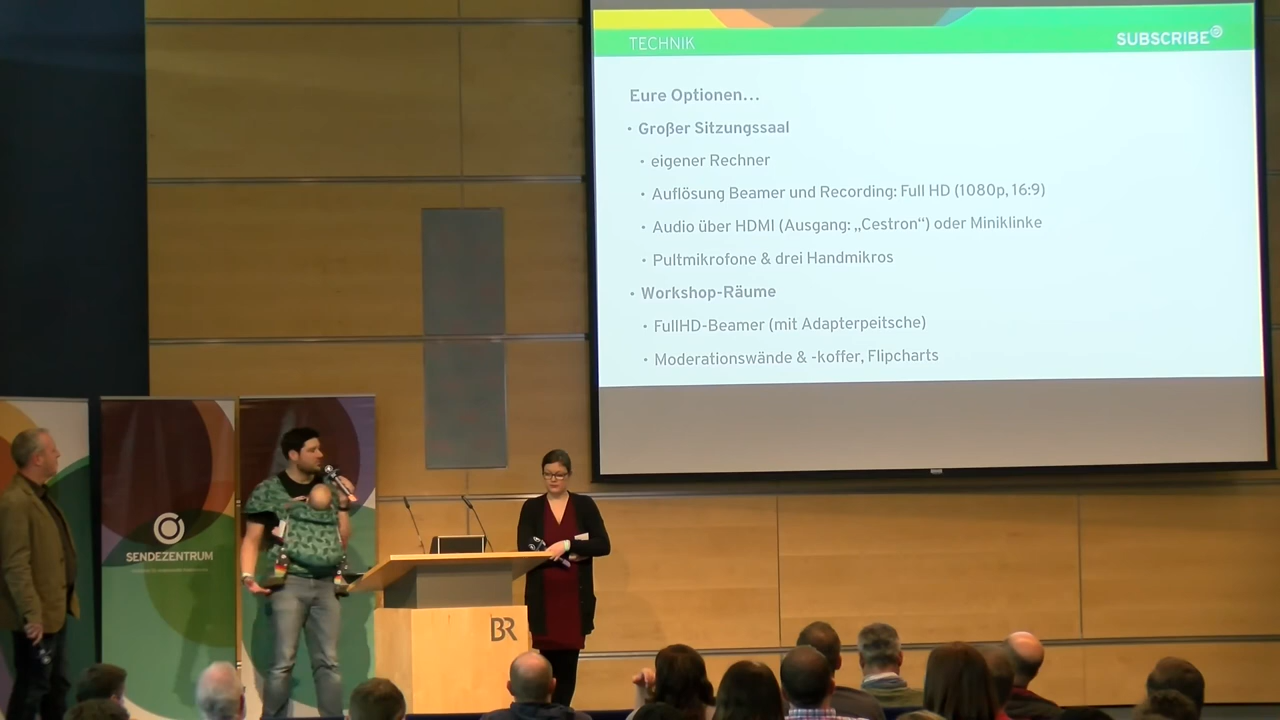 TECHNIK
SUBSCRIBE
Eure Optionen...
• Großer Sitzungssaal
• eigener Rechner
• Auflösung Beamer und Recording: Full HD (1080p, 16:9)
• Audio über HDMI (Ausgang: „Cestron“) oder Miniklinke
• Pultmikrofone & drei Handmikros
• Workshop-Räume
• FullHD-Beamer (mit Adapterpeitsche)
• Moderationswände & -koffer, Flipcharts
SENDEZENTRUM
BR